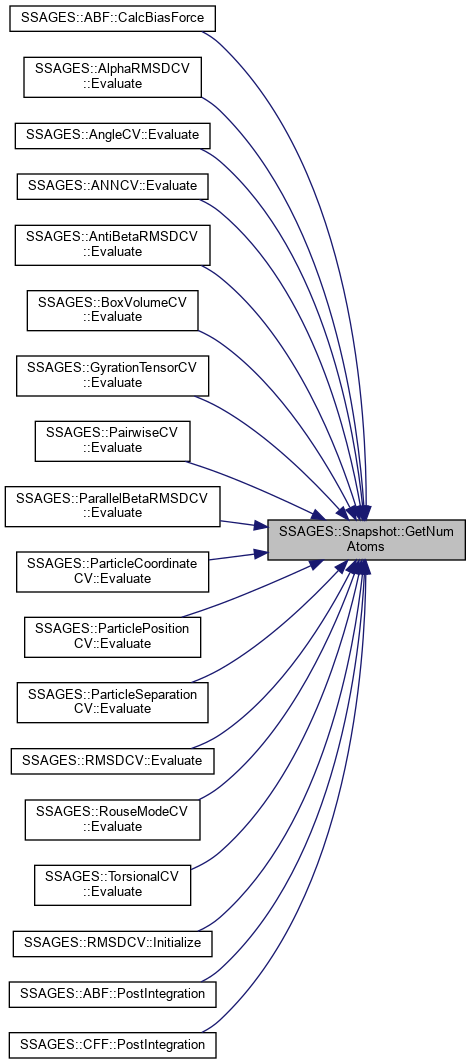 SSAGES::ABF::CalcBiasForce
SSAGES::AlphaRMSDCV
::Evaluate
SSAGES::AngleCV::Evaluate
SSAGES::ANNCV::Evaluate
SSAGES::AntiBetaRMSDCV
::Evaluate
SSAGES::BoxVolumeCV
::Evaluate
SSAGES::GyrationTensorCV
::Evaluate
SSAGES::PairwiseCV
::Evaluate
SSAGES::ParallelBetaRMSDCV
::Evaluate
SSAGES::Snapshot::GetNum
Atoms
SSAGES::ParticleCoordinate
CV::Evaluate
SSAGES::ParticlePosition
CV::Evaluate
SSAGES::ParticleSeparation
CV::Evaluate
SSAGES::RMSDCV::Evaluate
SSAGES::RouseModeCV
::Evaluate
SSAGES::TorsionalCV
::Evaluate
SSAGES::RMSDCV::Initialize
SSAGES::ABF::PostIntegration
SSAGES::CFF::PostIntegration